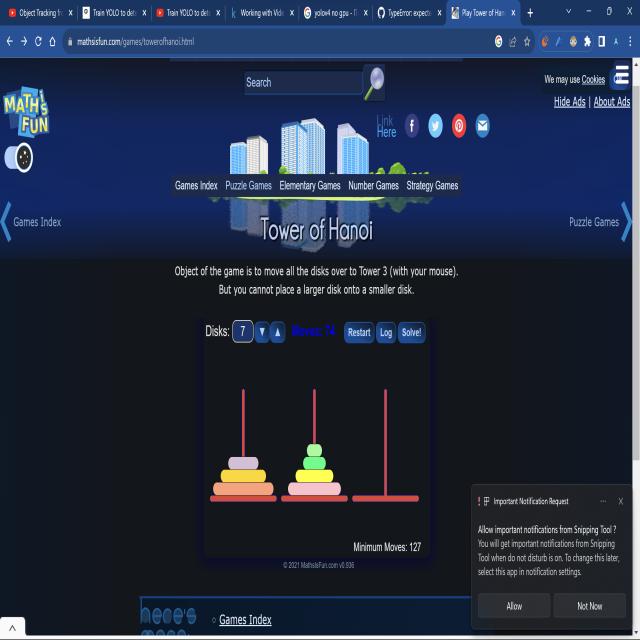 Object Tracking fr
Train YOLO to dete
Train YOLO to dete
Working with Vide
yolov4 no gpu - G
TypeError: expecte
Play Tower of Han
mathsisfun.com/games/towerofhanoi.html
Search
We may use Cookies
Hide Ads | About Ads
MATH'S
FUN
Link
Here
Games Index Puzzle Games Elementary Games Number Games Strategy Games
Games Index
Puzzle Games
Tower of Hanoi
Object of the game is to move all the disks over to Tower 3 (with your mouse).
But you cannot place a larger disk onto a smaller disk.
Disks: 7 Moves: 74 Restart Log Solve!
Minimum Moves: 127
© 2021 MathsIsFun.com v0.936
Important Notification Request
Allow important notifications from Snipping Tool ?
You will get important notifications from Snipping
Tool when do not disturb is on. To change this later,
select this app in notification settings.
Allow Not Now
Games Index